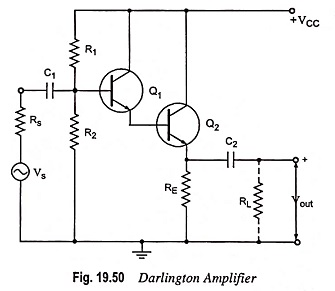 +VCC
R1
C1
Q1
Q2
Rs
R2
C2
+
Vs
RE
RL
Vout
Fig. 19.50 Darlington Amplifier